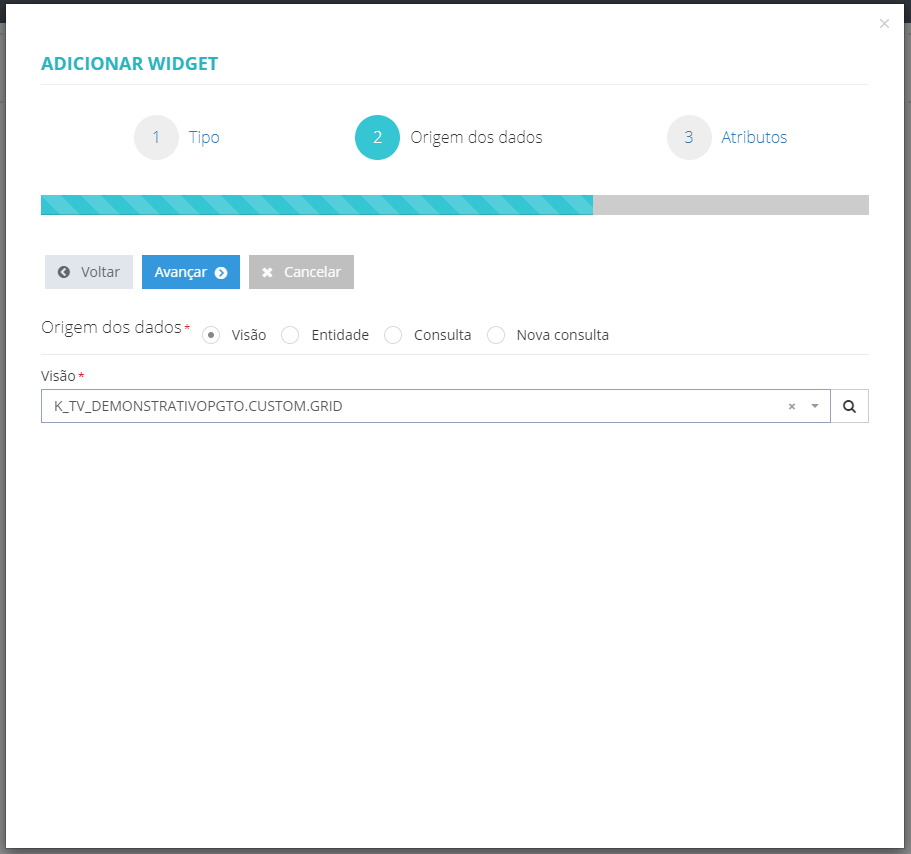 ×
ADICIONAR WIDGET
1 Tipo 2 Origem dos dados 3 Atributos
Voltar Avançar Cancelar
Origem dos dados * Visão Entidade Consulta Nova consulta
Visão *
K_TV_DEMONSTRATIVOPGTO.CUSTOM.GRID ×